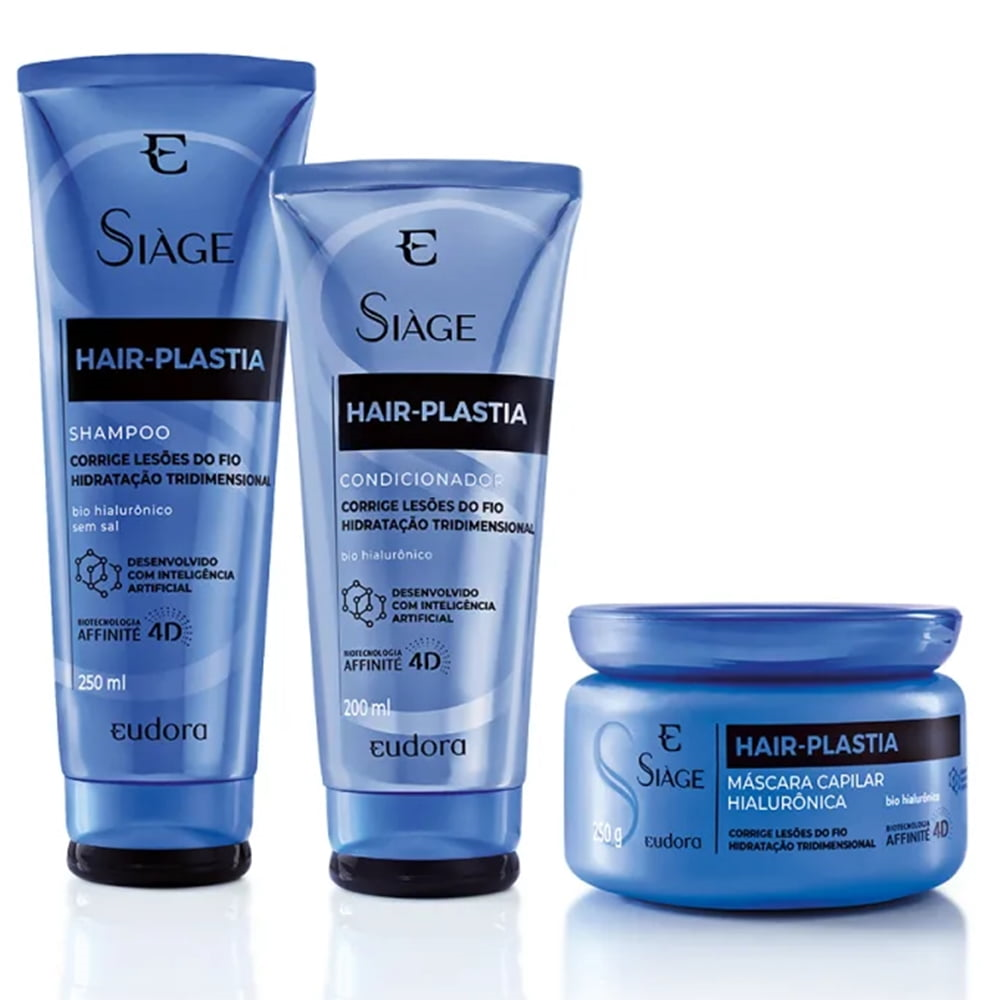 E
SIÀGE
HAIR-PLASTIA
SHAMPOO
CORRIGE LESÕES DO FIO
HIDRATAÇÃO TRIDIMENSIONAL
bio hialurônico
sem sal
DESENVOLVIDO
COM INTELIGÊNCIA
ARTIFICIAL
BIOTECNOLOGIA
AFFINITÉ 4D
250 ml
eudora
E
SIÀGE
HAIR-PLASTIA
CONDICIONADOR
CORRIGE LESÕES DO FIO
HIDRATAÇÃO TRIDIMENSIONAL
bio hialurônico
DESENVOLVIDO
COM INTELIGÊNCIA
ARTIFICIAL
BIOTECNOLOGIA
AFFINITÉ 4D
200 ml
eudora
E
SIÀGE
250 g
eudora
HAIR-PLASTIA
MÁSCARA CAPILAR
HIALURÔNICA
bio hialurônico
CORRIGE LESÕES DO FIO
HIDRATAÇÃO TRIDIMENSIONAL
BIOTECNOLOGIA
AFFINITÉ 4D